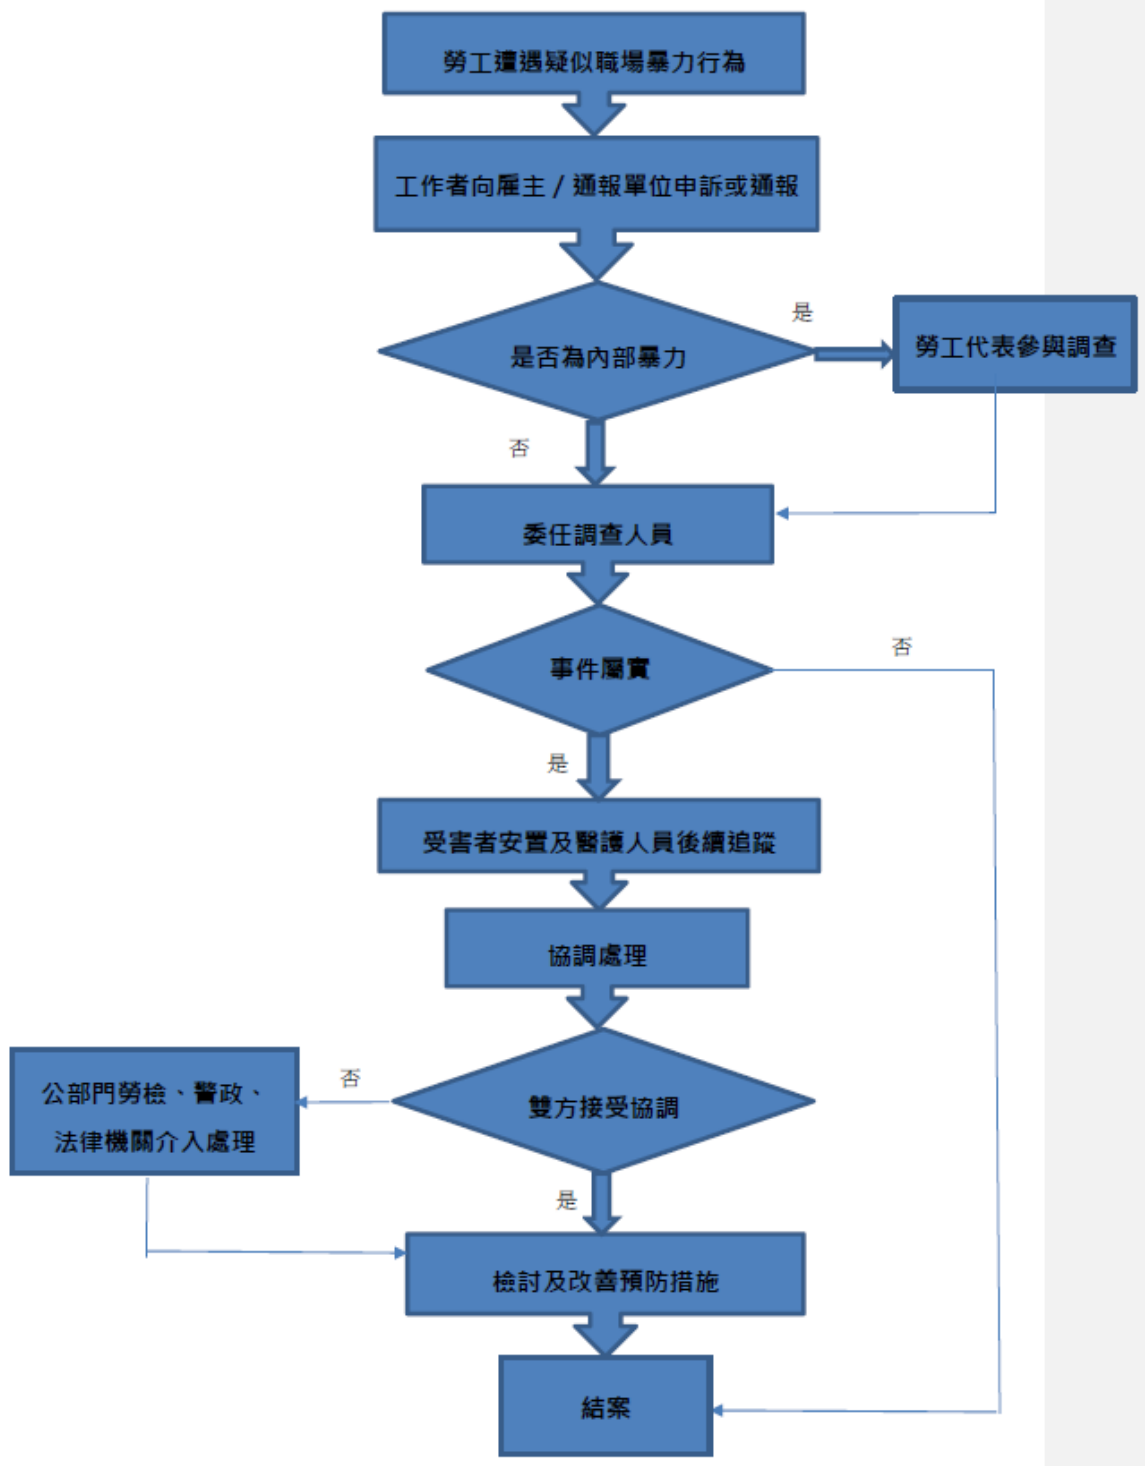 勞工遭遇疑似職場暴力行為
工作者向雇主/通報單位申訴或通報
是否為內部暴力
是
勞工代表參與調查
否
委任調查人員
事件屬實
否
是
受害者安置及醫護人員後續追蹤
協調處理
雙方接受協調
否
公部門勞檢、警政、
法律機關介入處理
是
檢討及改善預防措施
結案